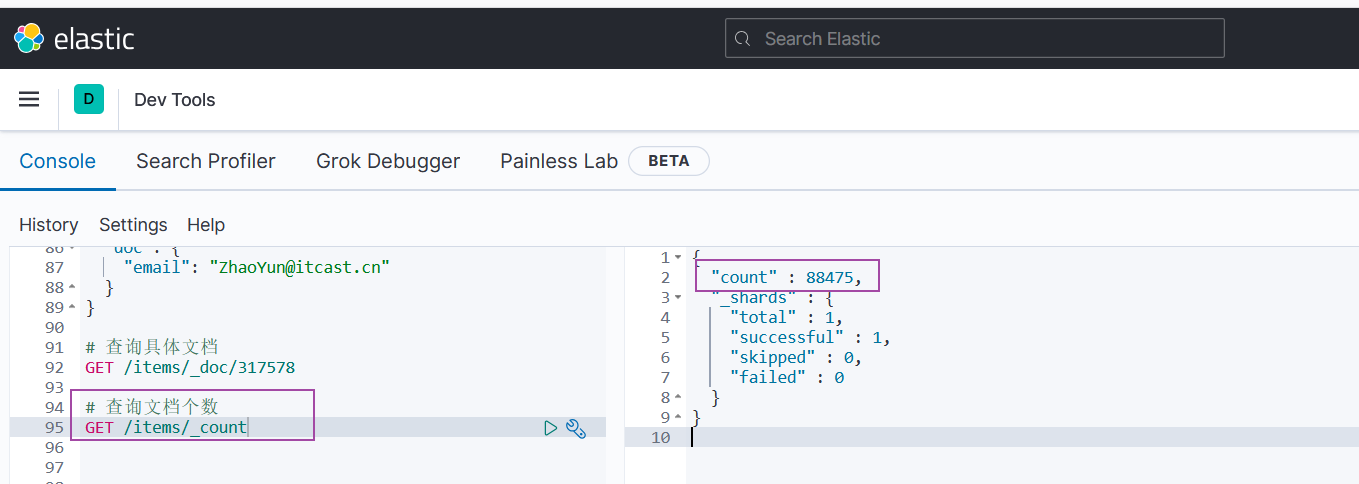 elastic
Search Elastic
D
Dev Tools
Console Search Profiler Grok Debugger Painless Lab BETA
History Settings Help
86 doc : {
87 "email": "ZhaoYun@itcast.cn"
88 }
89 }
90
91 # 查询具体文档
92 GET /items/_doc/317578
93
94 # 查询文档个数
95 GET /items/_count
96
97
1 {
2 "count" : 88475,
3 "_shards" : {
4 "total" : 1,
5 "successful" : 1,
6 "skipped" : 0,
7 "failed" : 0
8 }
9 }
10